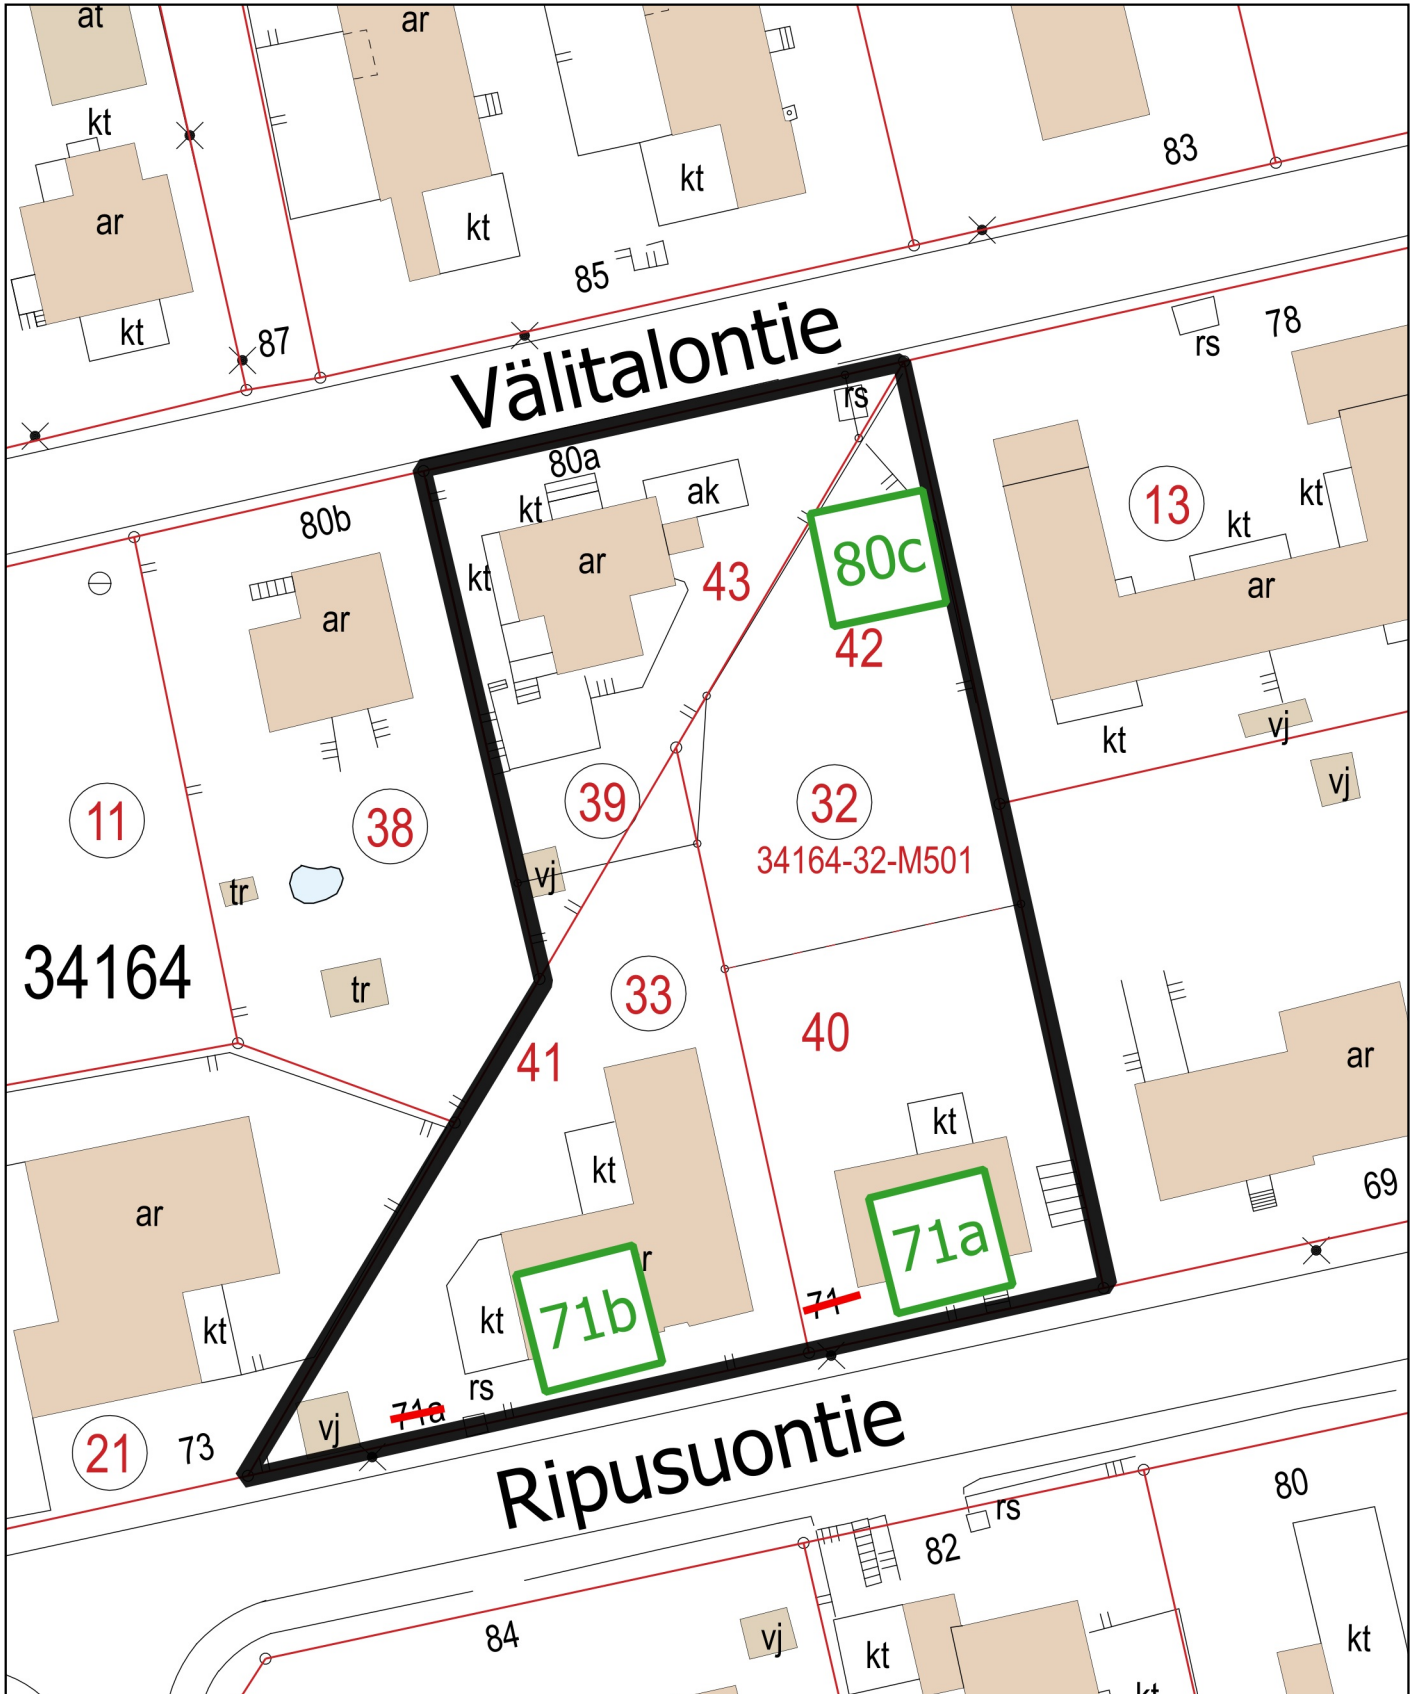 at
ar
kt
83
kt
ar
kt
kt
85
kt
87
Välitalontie
78
rs
rs
80a
kt
ak
80b
13
kt
kt
80c
ar
kt
43
ar
ar
42
kt
vj
vj
11
38
39
32
34164-32-M501
vj
tr
34164
tr
33
41
40
ar
kt
kt
69
ar
71a
r
71
71b
kt
kt
rs
71a
vj
73
21
Ripusuontie
80
rs
82
84
vj
kt
kt
kt